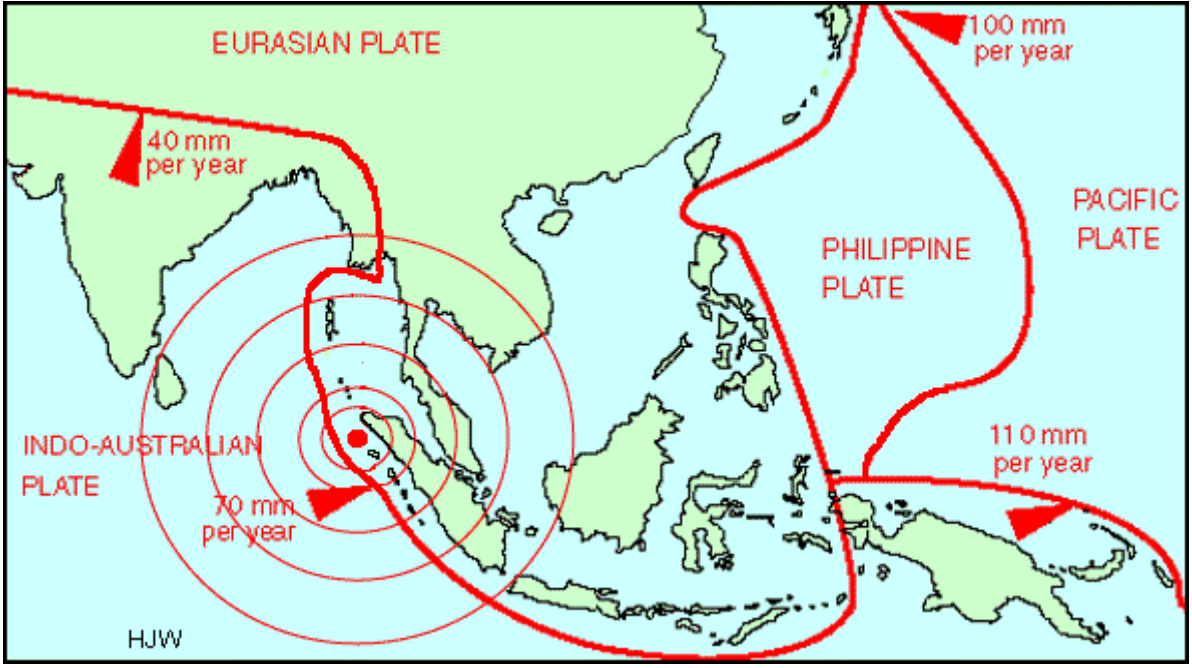 EURASIAN PLATE
100 mm
per year
40 mm
per year
PACIFIC
PLATE
PHILIPPINE
PLATE
INDO-AUSTRALIAN
PLATE
110 mm
per year
70 mm
per year
HJW